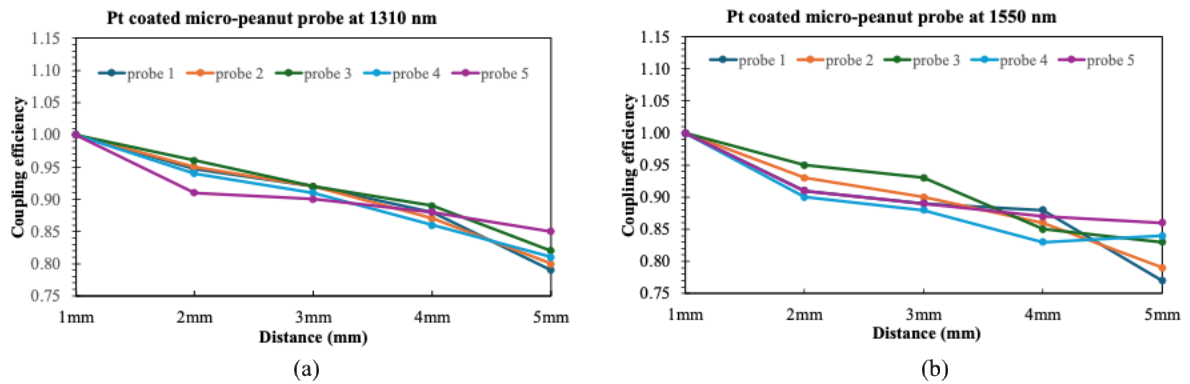 Pt coated micro-peanut probe at 1310 nm
1.15
1.10
1.05
1.00
0.95
0.90
0.85
0.80
0.75
Coupling efficiency
probe 1 probe 2 probe 3 probe 4 probe 5
1mm 2mm 3mm 4mm 5mm
Distance (mm)
(a)
Pt coated micro-peanut probe at 1550 nm
1.15
1.10
1.05
1.00
0.95
0.90
0.85
0.80
0.75
Coupling efficiency
probe 1 probe 2 probe 3 probe 4 probe 5
1mm 2mm 3mm 4mm 5mm
Distance (mm)
(b)